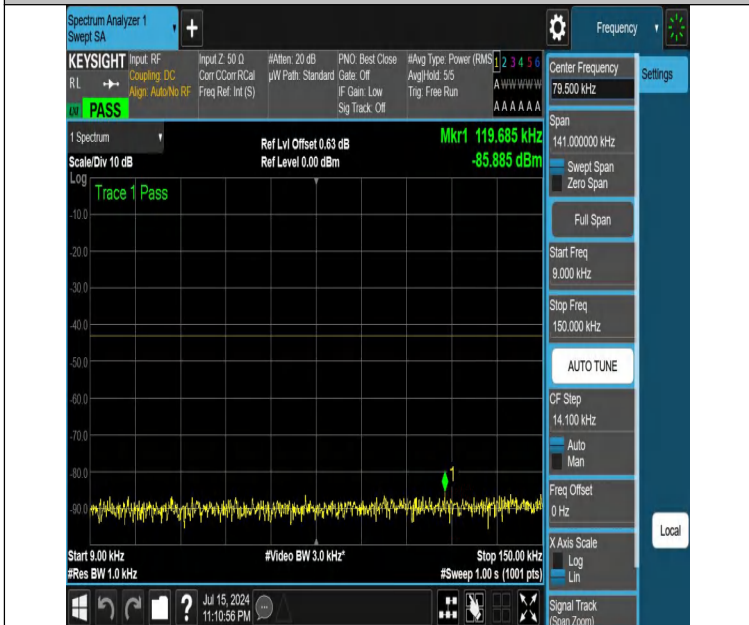 Spectrum Analyzer 1
Swept SA
Frequency
KEYSIGHT
RL
LXI
PASS
Input: RF
Coupling: DC
Align: Auto/No RF
Input Z: 50 Ω
Corr CCorr RCal
Freq Ref: Int (S)
#Atten: 20 dB
µW Path: Standard
PNO: Best Close
Gate: Off
IF Gain: Low
Sig Track: Off
#Avg Type: Power (RMS
Avg|Hold: 5/5
Trig: Free Run
1 2 3 4 5 6
A W W W W W
A A A A A A
1 Spectrum
Scale/Div 10 dB
Ref Lvl Offset 0.63 dB
Ref Level 0.00 dBm
Mkr1 119.685 kHz
-85.885 dBm
Log
Trace 1 Pass
-10.0
-20.0
-30.0
-40.0
-50.0
-60.0
-70.0
-80.0
-90.0
1
Start 9.00 kHz
#Res BW 1.0 kHz
#Video BW 3.0 kHz*
Stop 150.00 kHz
#Sweep 1.00 s (1001 pts)
Jul 15, 2024
11:10:56 PM
Center Frequency
79.500 kHz
Settings
Span
141.000000 kHz
Swept Span
Zero Span
Full Span
Start Freq
9.000 kHz
Stop Freq
150.000 kHz
AUTO TUNE
CF Step
14.100 kHz
Auto
Man
Freq Offset
0 Hz
X Axis Scale
Log
Lin
Signal Track
(Span Zoom)
Local